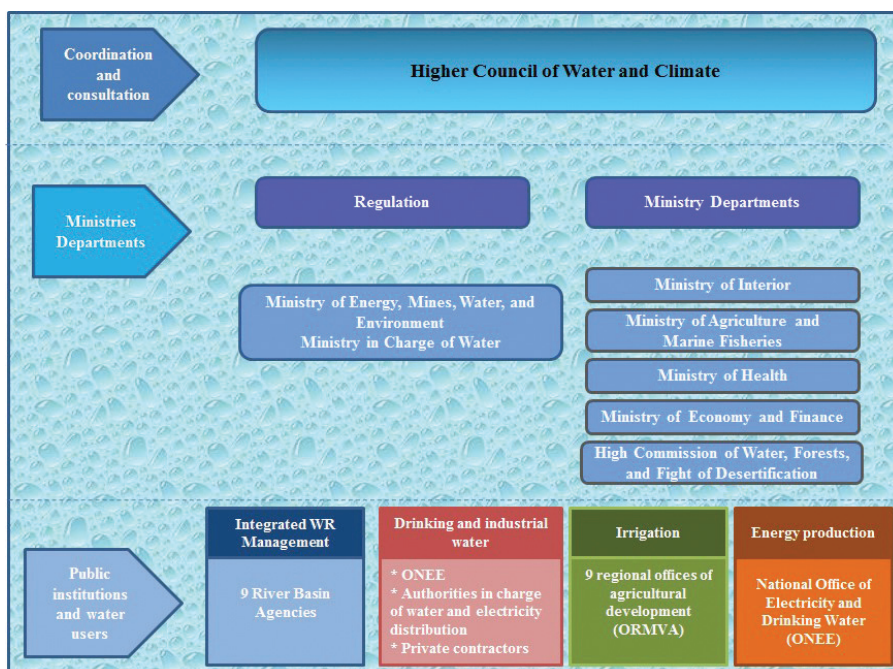 Coordination
and
consultation
Higher Council of Water and Climate
Ministries
Departments
Regulation
Ministry Departments
Ministry of Energy, Mines, Water, and
Environment
Ministry in Charge of Water
Ministry of Interior
Ministry of Agriculture and
Marine Fisheries
Ministry of Health
Ministry of Economy and Finance
High Commission of Water, Forests,
and Fight of Desertification
Public
institutions
and water
users
Integrated WR
Management
9 River Basin
Agencies
Drinking and industrial
water
* ONEE
* Authorities in charge
of water and electricity
distribution
* Private contractors
Irrigation
9 regional offices of
agricultural
development
(ORMVA)
Energy production
National Office of
Electricity and
Drinking Water
(ONEE)